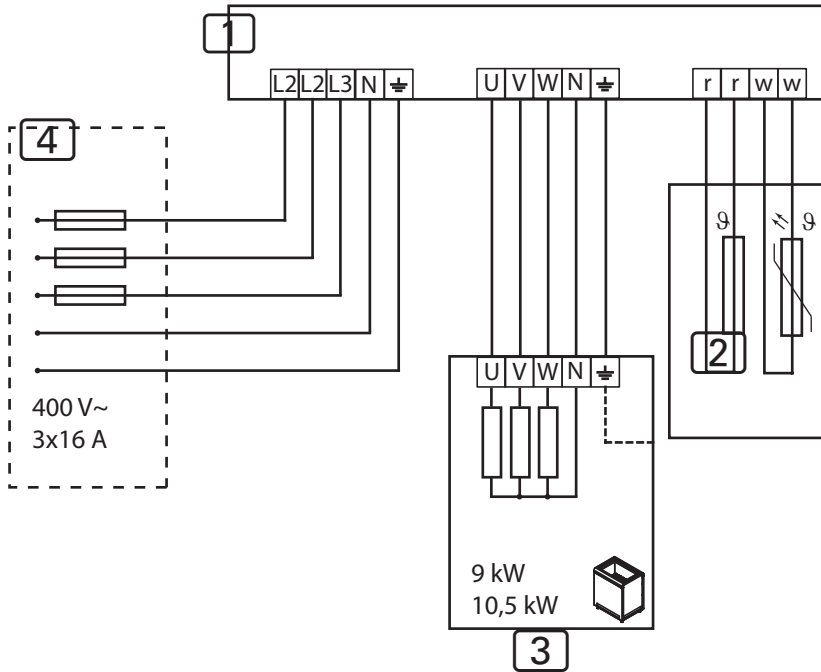 1
L2 L2 L3 N
U V W N
r r w w
4
400 V~
3x16 A
ϑ ϑ
2
U V W N
9 kW
10,5 kW
3